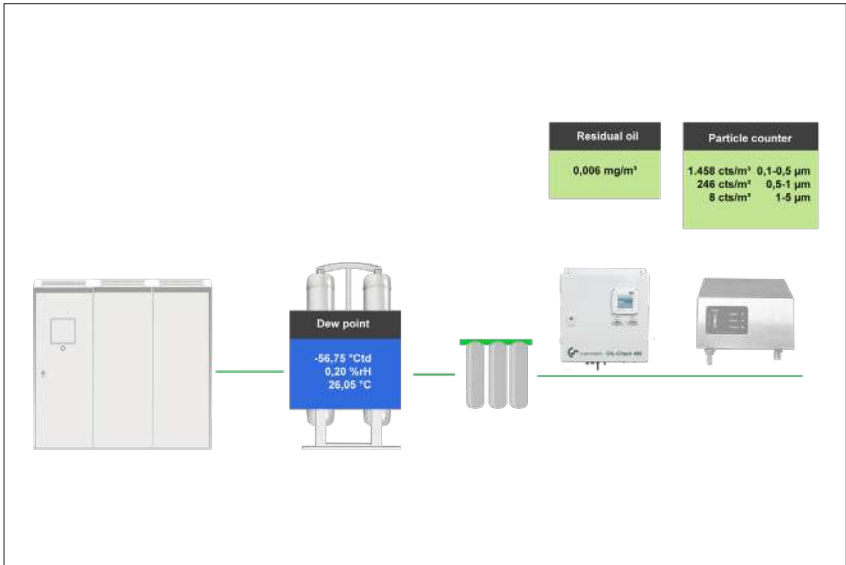 Residual oil
0,006 mg/m³
Particle counter
1.458 cts/m³ 0,1-0,5 µm
246 cts/m³ 0,5-1 µm
8 cts/m³ 1-5 µm
Dew point
-56,75 °Ctd
0,20 %rH
26,05 °C